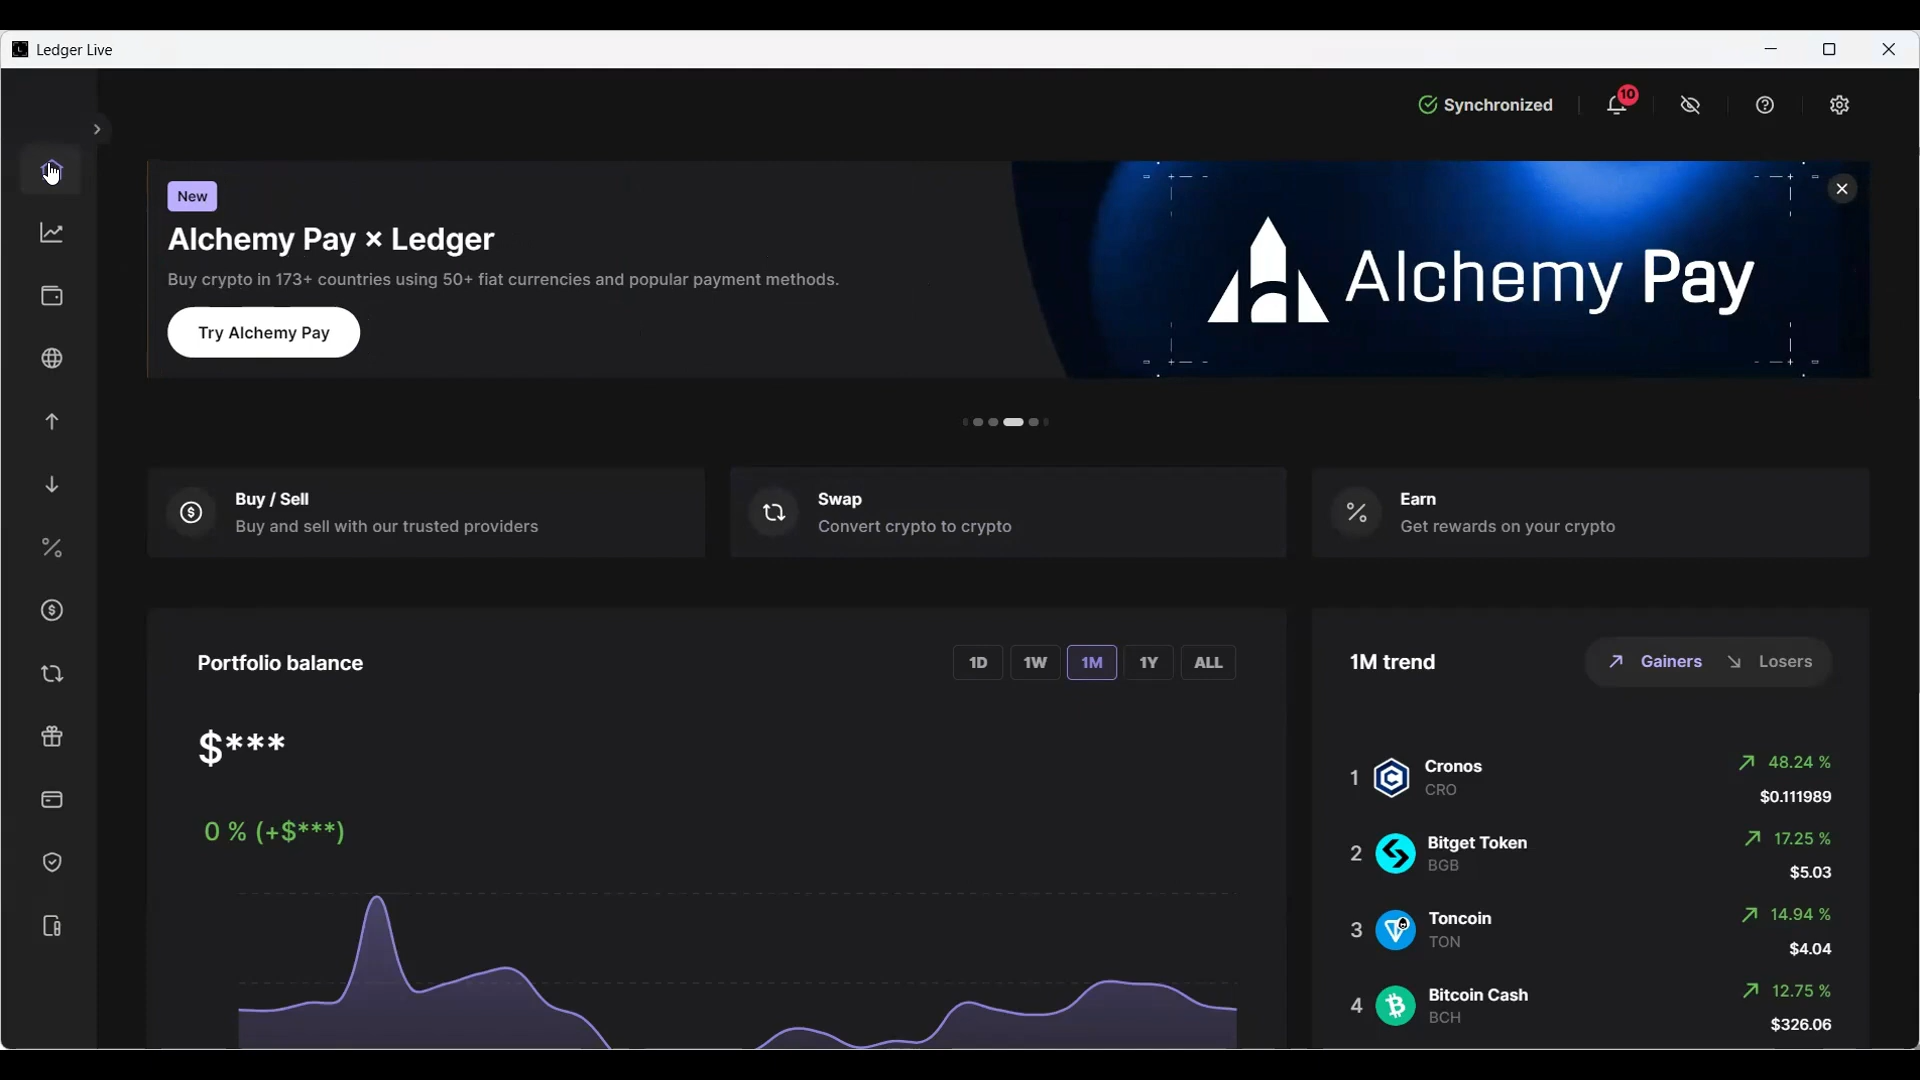 Ledger Live
Synchronized
10
New
Alchemy Pay × Ledger
Buy crypto in 173+ countries using 50+ fiat currencies and popular payment methods.
Try Alchemy Pay
Alchemy Pay
Buy / Sell
Buy and sell with our trusted providers
Swap
Convert crypto to crypto
Earn
Get rewards on your crypto
Portfolio balance
1D 1W 1M 1Y ALL
$***
0 % (+$***)
1M trend
Gainers Losers
1 Cronos 48.24 %
CRO $0.111989
2 Bitget Token 17.25 %
BGB $5.03
3 Toncoin 14.94 %
TON $4.04
4 Bitcoin Cash 12.75 %
BCH $326.06